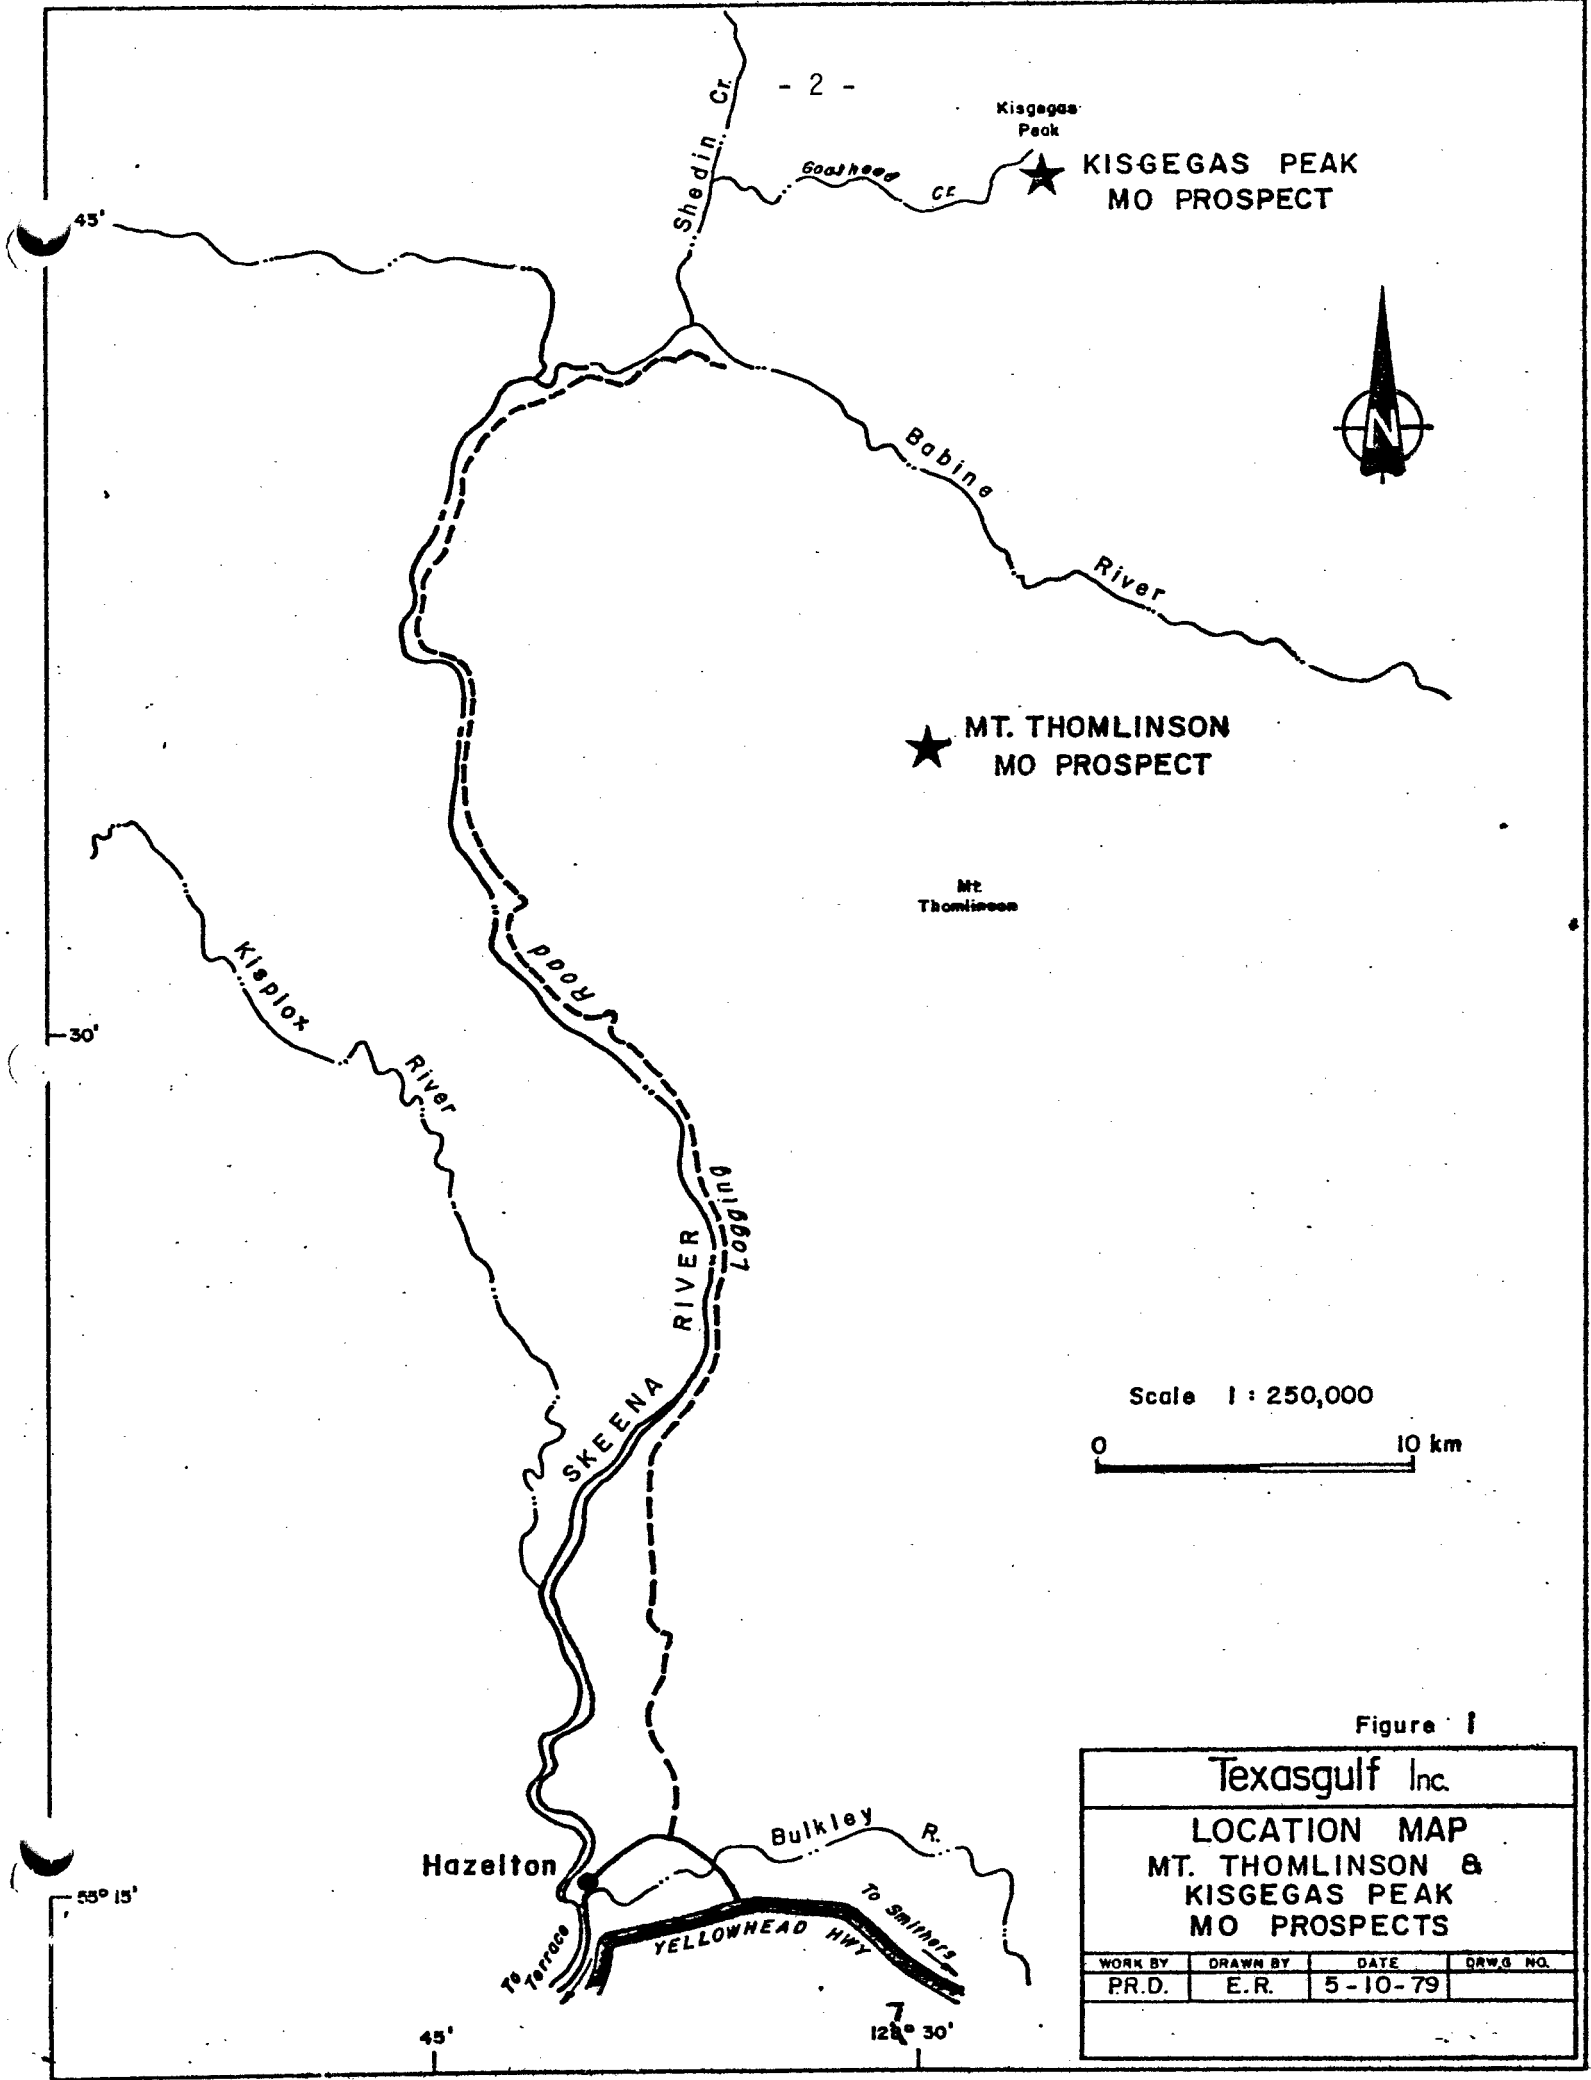 - 2 -
Shedin Cr.
Kisgegas
Peak
Goathead Cr.
KISGEGAS PEAK
MO PROSPECT
45'
N
Babine
River
MT. THOMLINSON
MO PROSPECT
Mt.
Thomlinson
Kispiox
River
30'
Logging Road
SKEENA RIVER
Scale 1 : 250,000
0 10 km
Hazelton
Bulkley R.
55° 15'
To
Terrace
YELLOWHEAD HWY
To Smithers
45'
30'
Figure 1
Texasgulf Inc.
LOCATION MAP
MT. THOMLINSON &
KISGEGAS PEAK
MO PROSPECTS
WORK BY DRAWN BY DATE DRWG NO.
P.R.D. E.R. 5-10-79